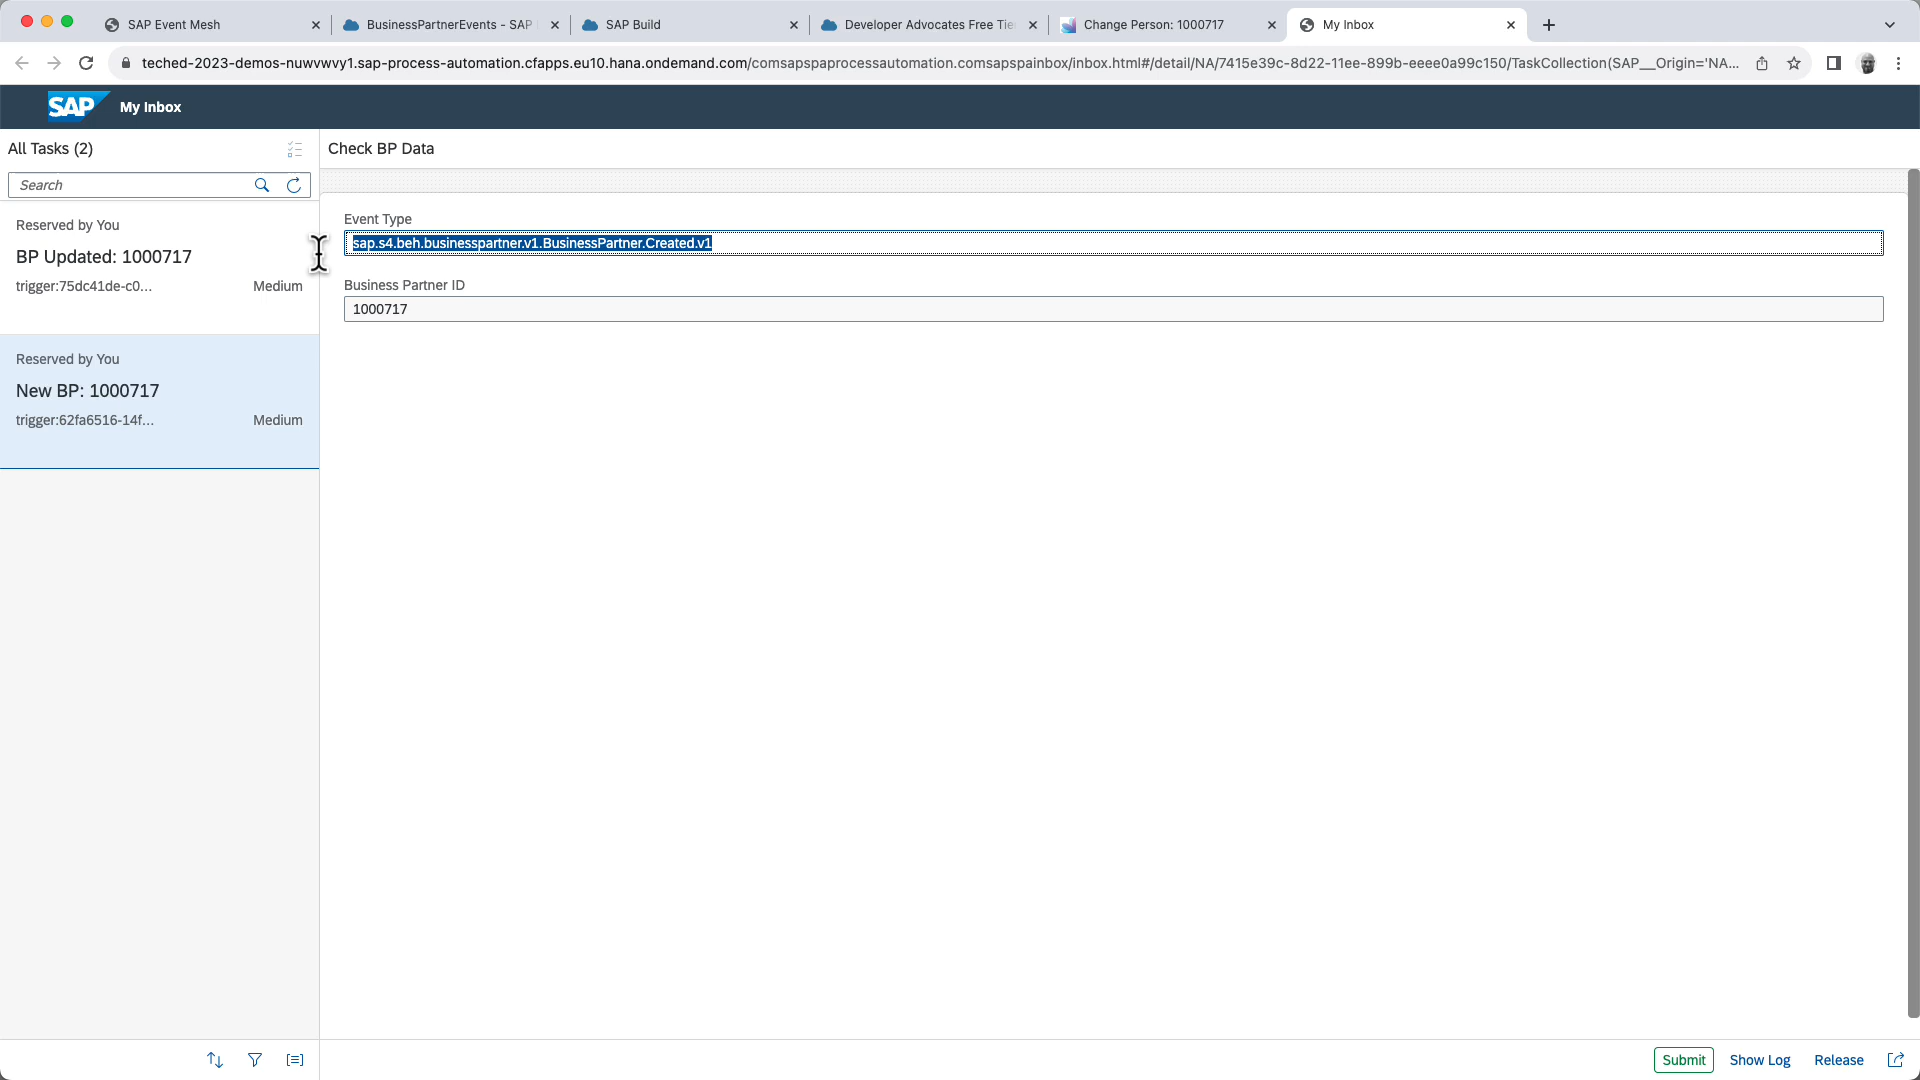 SAP Event Mesh
BusinessPartnerEvents - SAP
SAP Build
Developer Advocates Free Tie
Change Person: 1000717
My Inbox
teched-2023-demos-nuwvwvy1.sap-process-automation.cfapps.eu10.hana.ondemand.com/comsapspaprocessautomation.comsapspainbox/inbox.html#/detail/NA/7415e39c-8d22-11ee-899b-eeee0a99c150/TaskCollection(SAP__Origin='NA...
SAP My Inbox
All Tasks (2)
Check BP Data
Search
Reserved by You
BP Updated: 1000717
trigger:75dc41de-c0... Medium
Reserved by You
New BP: 1000717
trigger:62fa6516-14f... Medium
Event Type
sap.s4.beh.businesspartner.v1.BusinessPartner.Created.v1
Business Partner ID
1000717
Submit Show Log Release